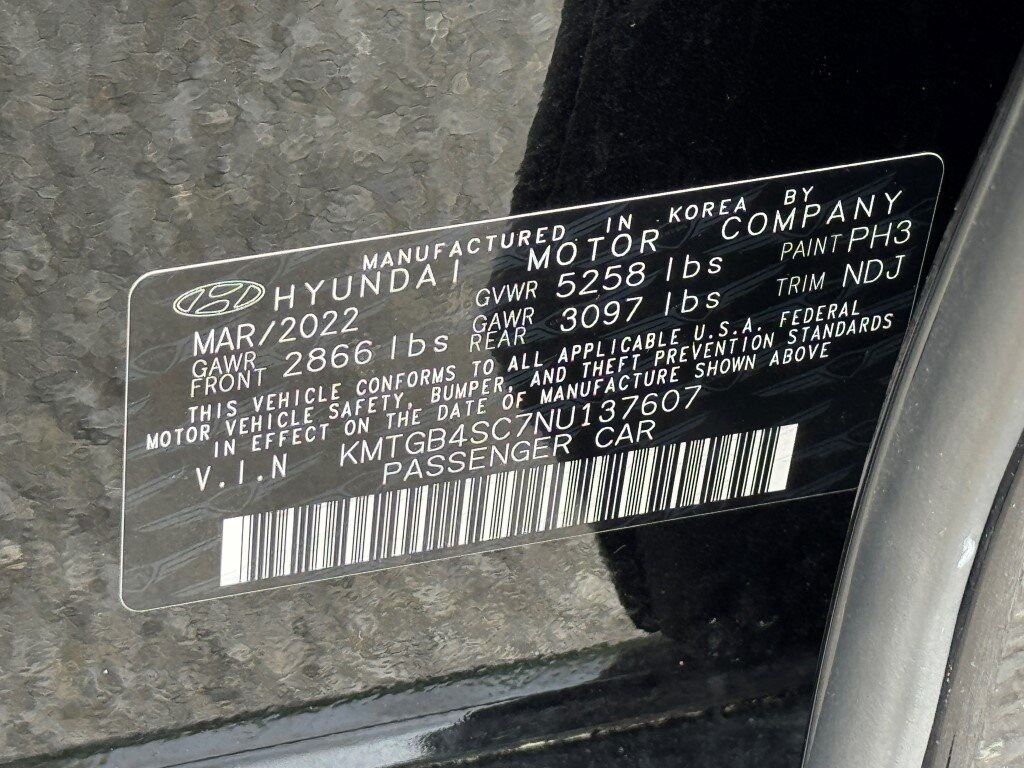 MANUFACTURED IN KOREA BY
HYUNDAI MOTOR COMPANY
MAR/2022 GVWR 5258 lbs PAINT PH3
GAWR FRONT 2866 lbs GAWR REAR 3097 lbs TRIM NDJ
THIS VEHICLE CONFORMS TO ALL APPLICABLE U.S.A. FEDERAL
MOTOR VEHICLE SAFETY, BUMPER, AND THEFT PREVENTION STANDARDS
IN EFFECT ON THE DATE OF MANUFACTURE SHOWN ABOVE
V.I.N KMTGB4SC7NU137607
PASSENGER CAR